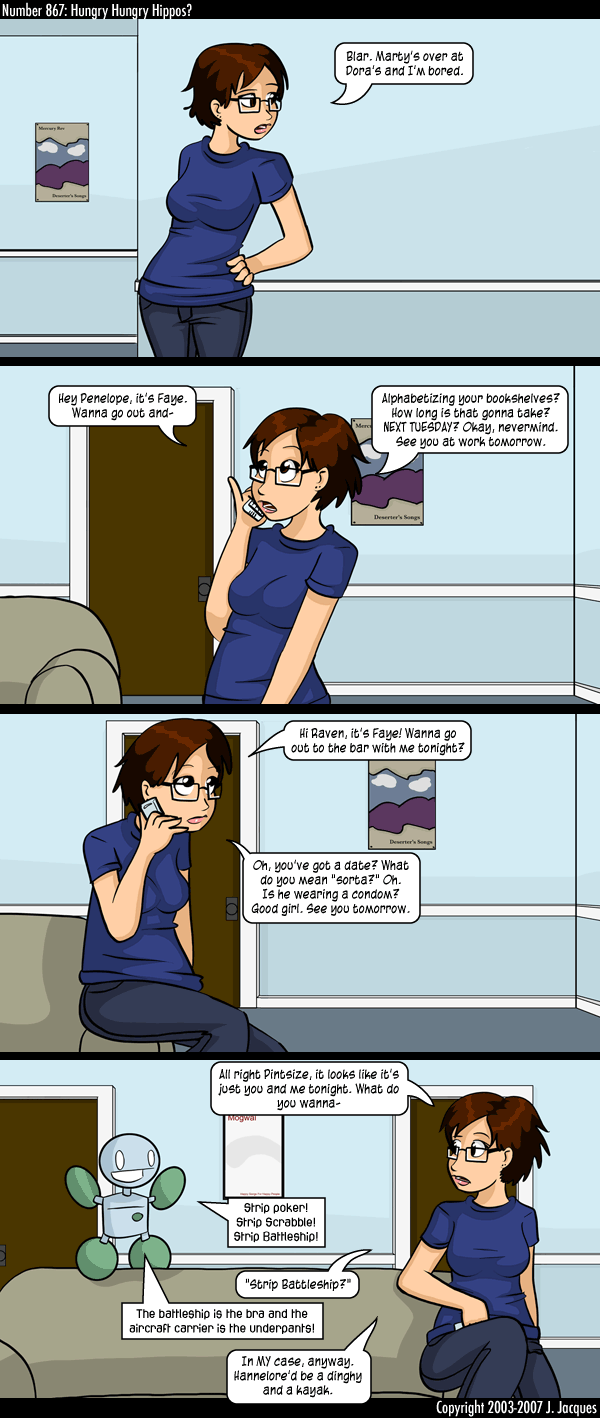 Number 867: Hungry Hungry Hippos?
Blar. Marty's over at
Dora's and I'm bored.
Mercury Rev
Deserter's Songs
Hey Penelope, it's Faye.
Wanna go out and-
Alphabetizing your bookshelves?
How long is that gonna take?
NEXT TUESDAY? Okay, nevermind.
See you at work tomorrow.
Deserter's Songs
Hi Raven, it's Faye! Wanna go
out to the bar with me tonight?
Oh, you've got a date? What
do you mean "sorta?" Oh.
Is he wearing a condom?
Good girl. See you tomorrow.
Deserter's Songs
All right Pintsize, it looks like it's
just you and me tonight. What do
you wanna-
Mogwai
Happy Songs For Happy People
Strip poker!
Strip Scrabble!
Strip Battleship!
"Strip Battleship?"
The battleship is the bra and the
aircraft carrier is the underpants!
In MY case, anyway.
Hannelore'd be a dinghy
and a kayak.
Copyright 2003-2007 J. Jacques